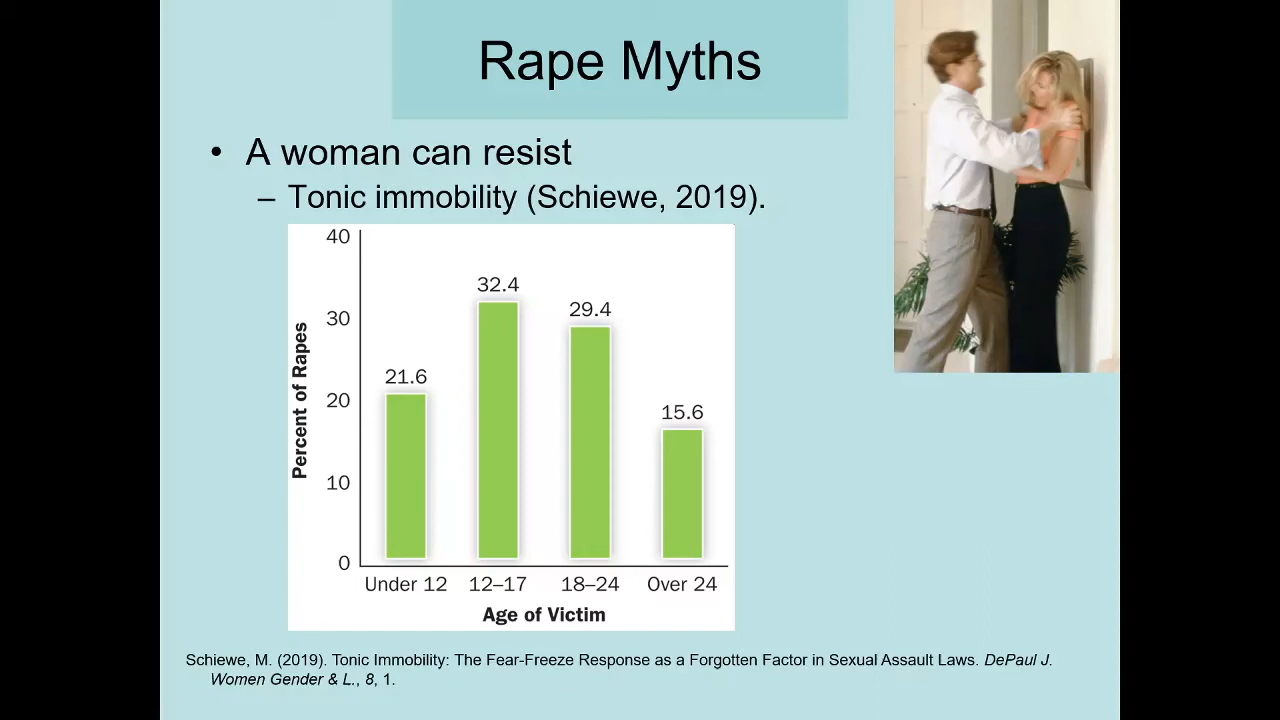 Rape Myths
• A woman can resist
– Tonic immobility (Schiewe, 2019).
40
30
20
10
0
Percent of Rapes
21.6
32.4
29.4
15.6
Under 12 12–17 18–24 Over 24
Age of Victim
Schiewe, M. (2019). Tonic Immobility: The Fear-Freeze Response as a Forgotten Factor in Sexual Assault Laws. DePaul J.
Women Gender & L., 8, 1.